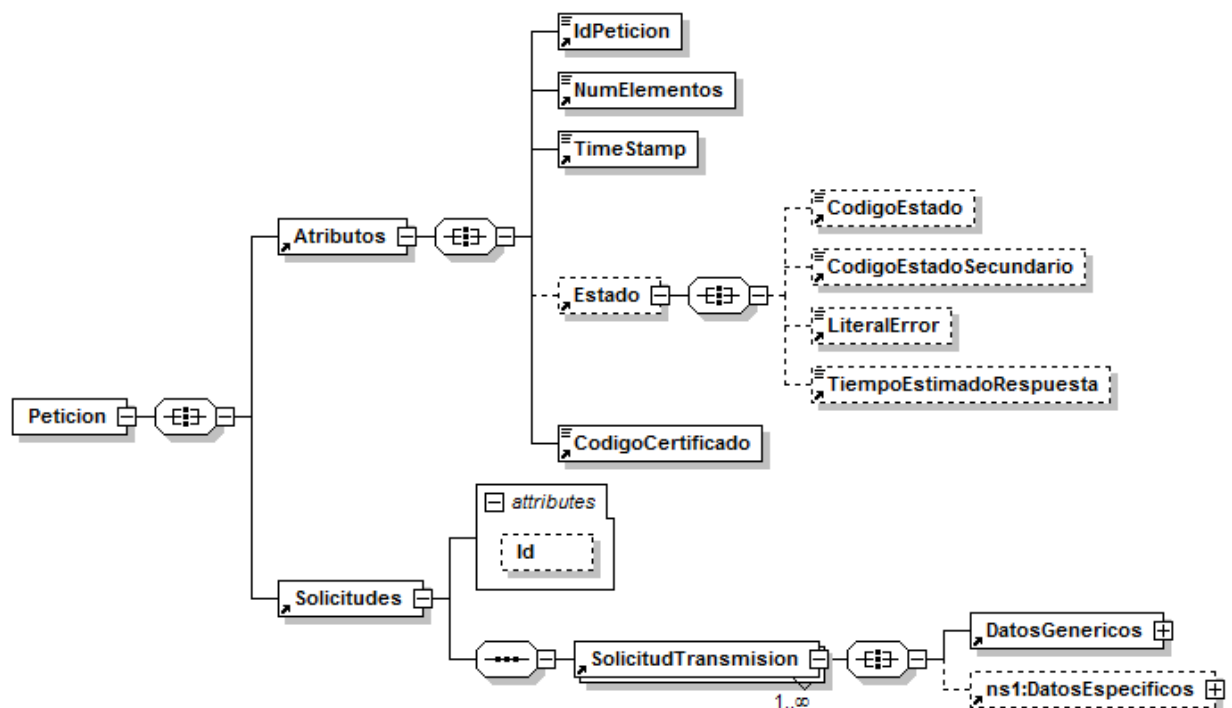 IdPeticion
NumElementos
TimeStamp
CodigoEstado
Atributos
CodigoEstadoSecundario
Estado
LiteralError
TiempoEstimadoRespuesta
Peticion
CodigoCertificado
attributes
Id
Solicitudes
DatosGenericos
SolicitudTransmision
1..∞
ns1:DatosEspecificos